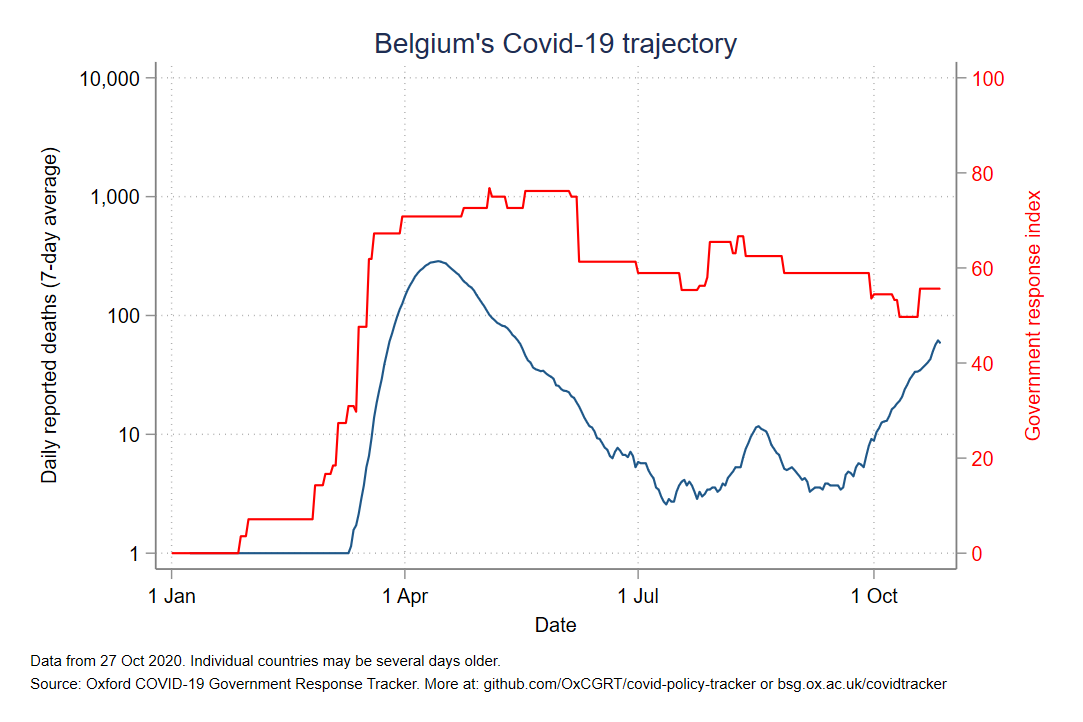 Belgium's Covid-19 trajectory
10,000
1,000
100
10
1
Daily reported deaths (7-day average)
100
80
60
40
20
0
Government response index
1 Jan
1 Apr
1 Jul
1 Oct
Date
Data from 27 Oct 2020. Individual countries may be several days older.
Source: Oxford COVID-19 Government Response Tracker. More at: github.com/OxCGRT/covid-policy-tracker or bsg.ox.ac.uk/covidtracker